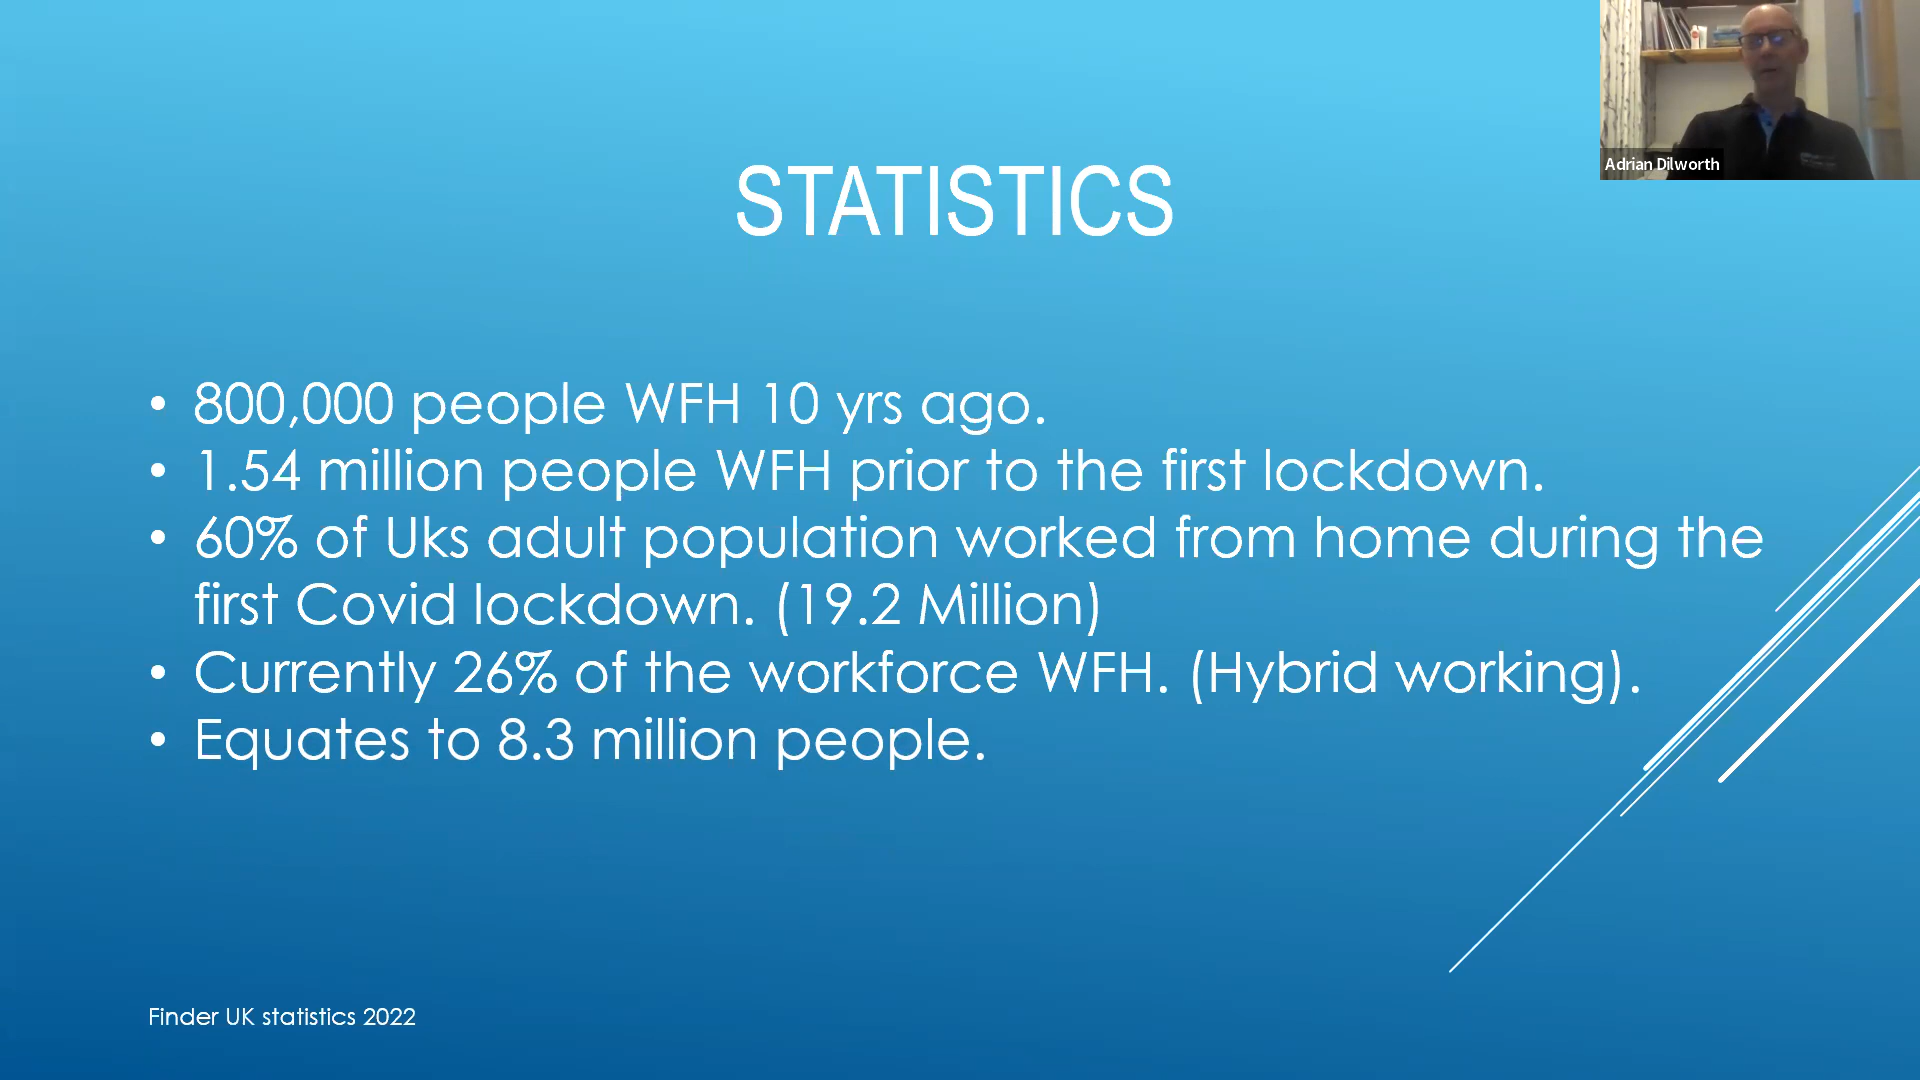 Adrian Dilworth
STATISTICS
• 800,000 people WFH 10 yrs ago.
• 1.54 million people WFH prior to the first lockdown.
• 60% of Uks adult population worked from home during the
first Covid lockdown. (19.2 Million)
• Currently 26% of the workforce WFH. (Hybrid working).
• Equates to 8.3 million people.
Finder UK statistics 2022